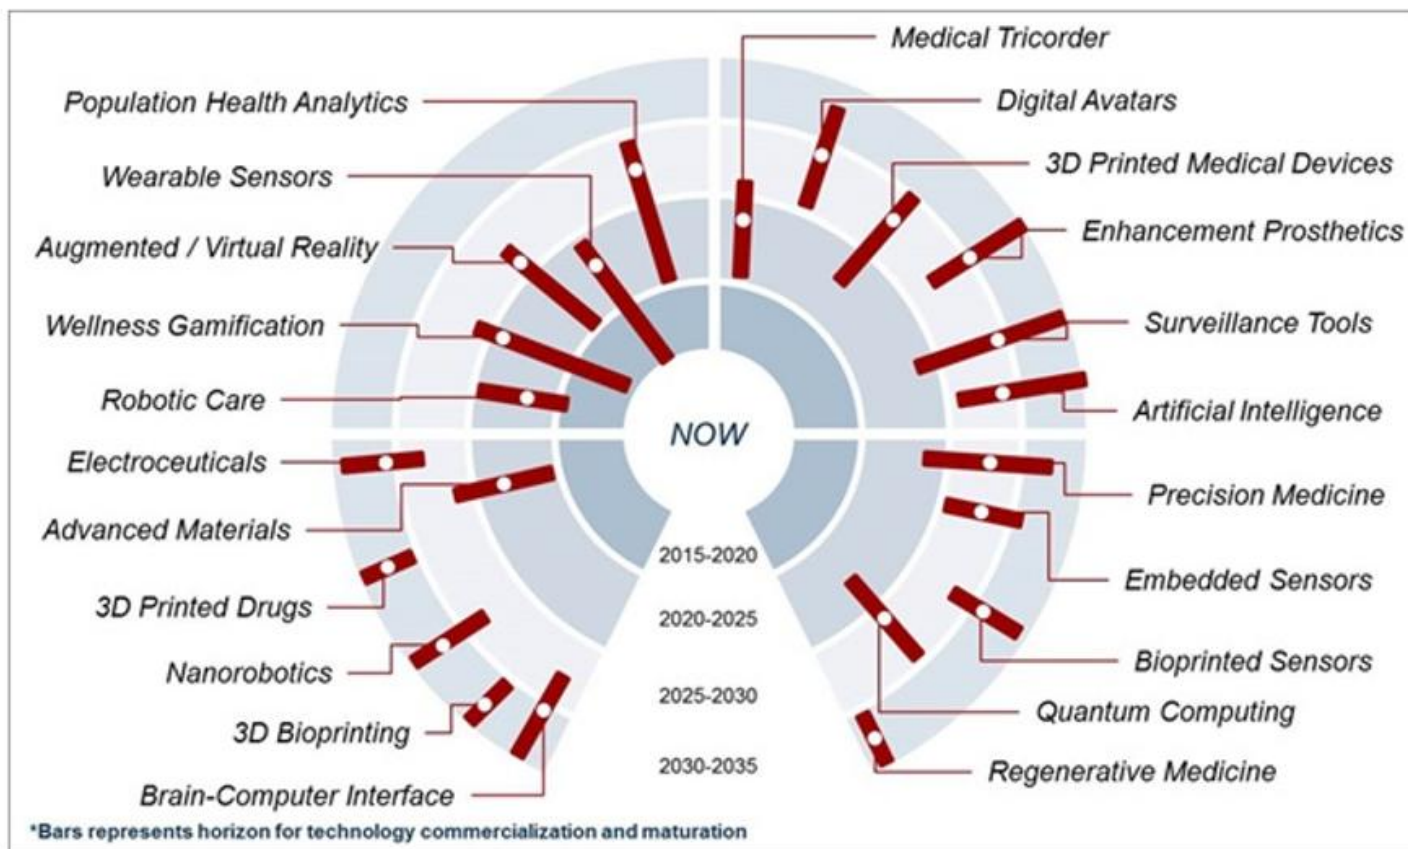 Medical Tricorder
Population Health Analytics
Digital Avatars
Wearable Sensors
3D Printed Medical Devices
Augmented / Virtual Reality
Enhancement Prosthetics
Wellness Gamification
Surveillance Tools
Robotic Care
Artificial Intelligence
NOW
Electroceuticals
Precision Medicine
Advanced Materials
2015-2020
Embedded Sensors
3D Printed Drugs
2020-2025
Nanorobotics
Bioprinted Sensors
2025-2030
Quantum Computing
3D Bioprinting
2030-2035
Regenerative Medicine
Brain-Computer Interface
*Bars represents horizon for technology commercialization and maturation